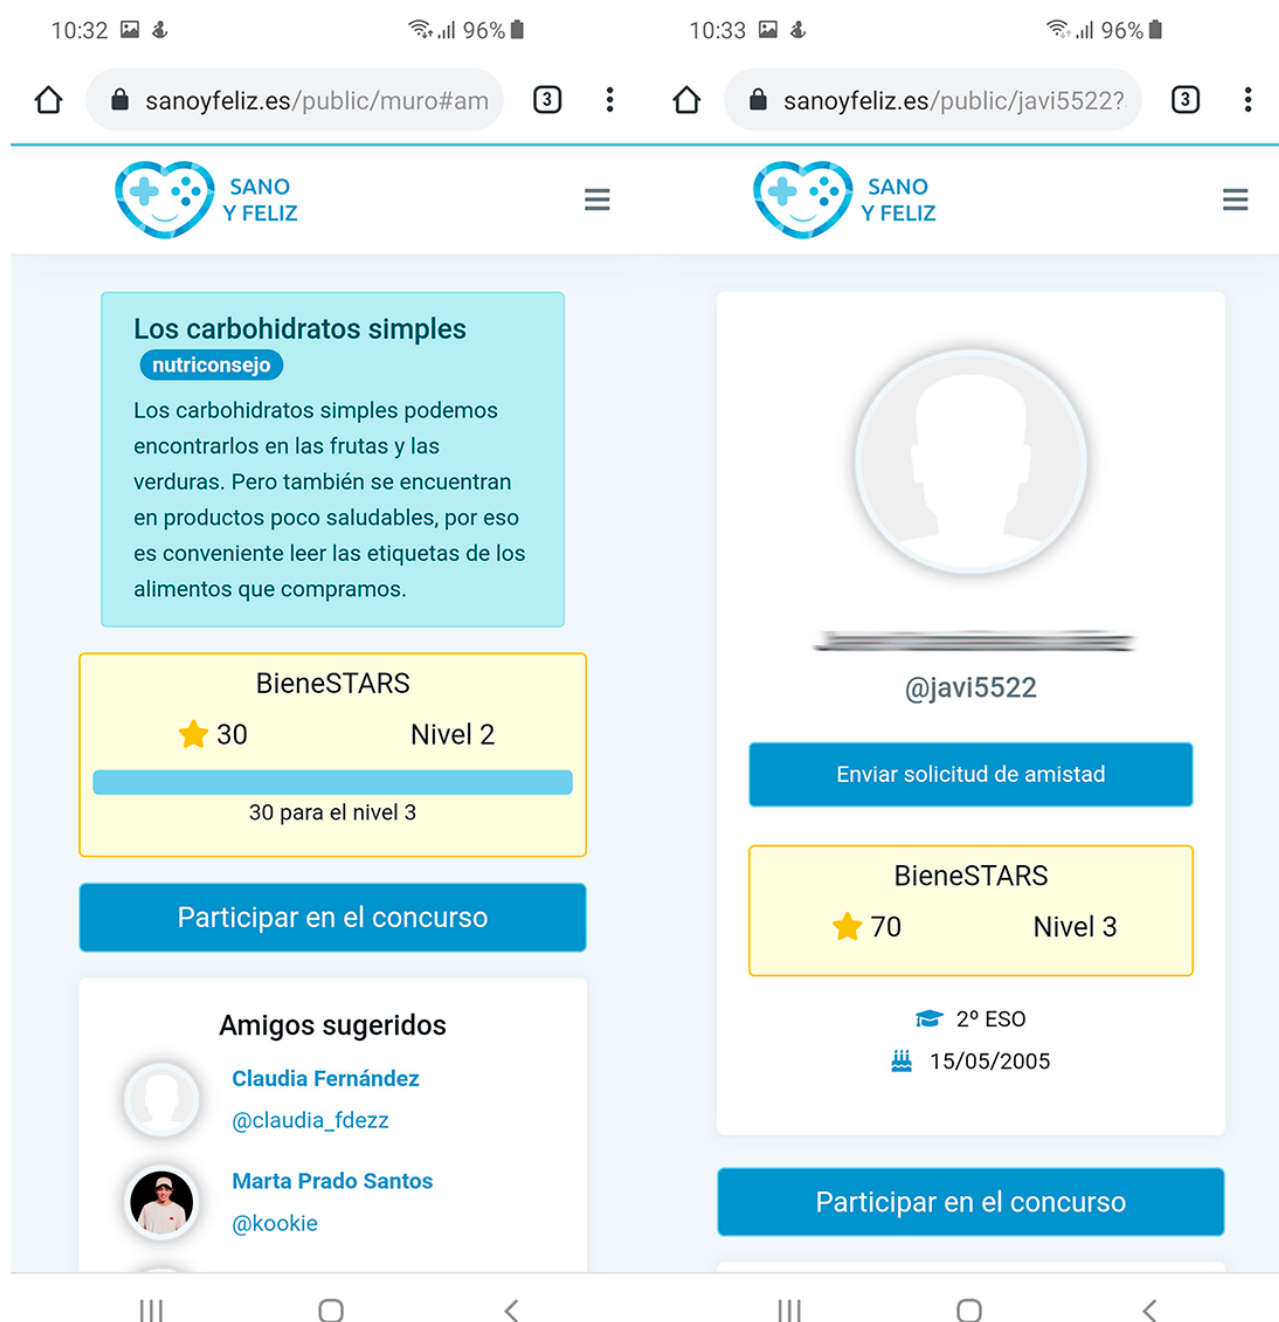 10:32
96%
sanoyfeliz.es/public/muro#am
3
SANO
Y FELIZ
Los carbohidratos simples
nutriconsejo
Los carbohidratos simples podemos
encontrarlos en las frutas y las
verduras. Pero también se encuentran
en productos poco saludables, por eso
es conveniente leer las etiquetas de los
alimentos que compramos.
BieneSTARS
30 Nivel 2
30 para el nivel 3
Participar en el concurso
Amigos sugeridos
Claudia Fernández
@claudia_fdezz
Marta Prado Santos
@kookie
10:33
96%
sanoyfeliz.es/public/javi5522?
3
SANO
Y FELIZ
@javi5522
Enviar solicitud de amistad
BieneSTARS
70 Nivel 3
2º ESO
15/05/2005
Participar en el concurso